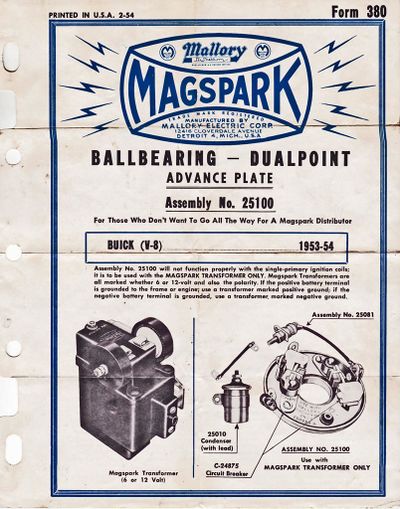 PRINTED IN U.S.A. 2-54
Form 380
Mallory
MAGSPARK
TRADE MARK REGISTERED
MANUFACTURED BY
MALLORY ELECTRIC CORP.
12416 CLOVERDALE AVENUE
DETROIT 4, MICH., U.S.A.
BALLBEARING — DUALPOINT
ADVANCE PLATE
Assembly No. 25100
For Those Who Don't Want To Go All The Way For A Magspark Distributor
BUICK (V-8) 1953-54
Assembly No. 25100 will not function properly with the single-primary ignition coils;
it is to be used with the MAGSPARK TRANSFORMER ONLY. Magspark Transformers are
all marked whether 6 or 12-volt and also the polarity. If the positive battery terminal
is grounded to the frame or engine; use a transformer marked positive ground; if the
negative battery terminal is grounded, use a transformer marked negative ground.
Assembly No. 25081
25010
Condenser
(with lead)
C-24875
Circuit Breaker
ASSEMBLY NO. 25100
Use with
MAGSPARK TRANSFORMER ONLY
Magspark Transformer
(6 or 12 Volt)